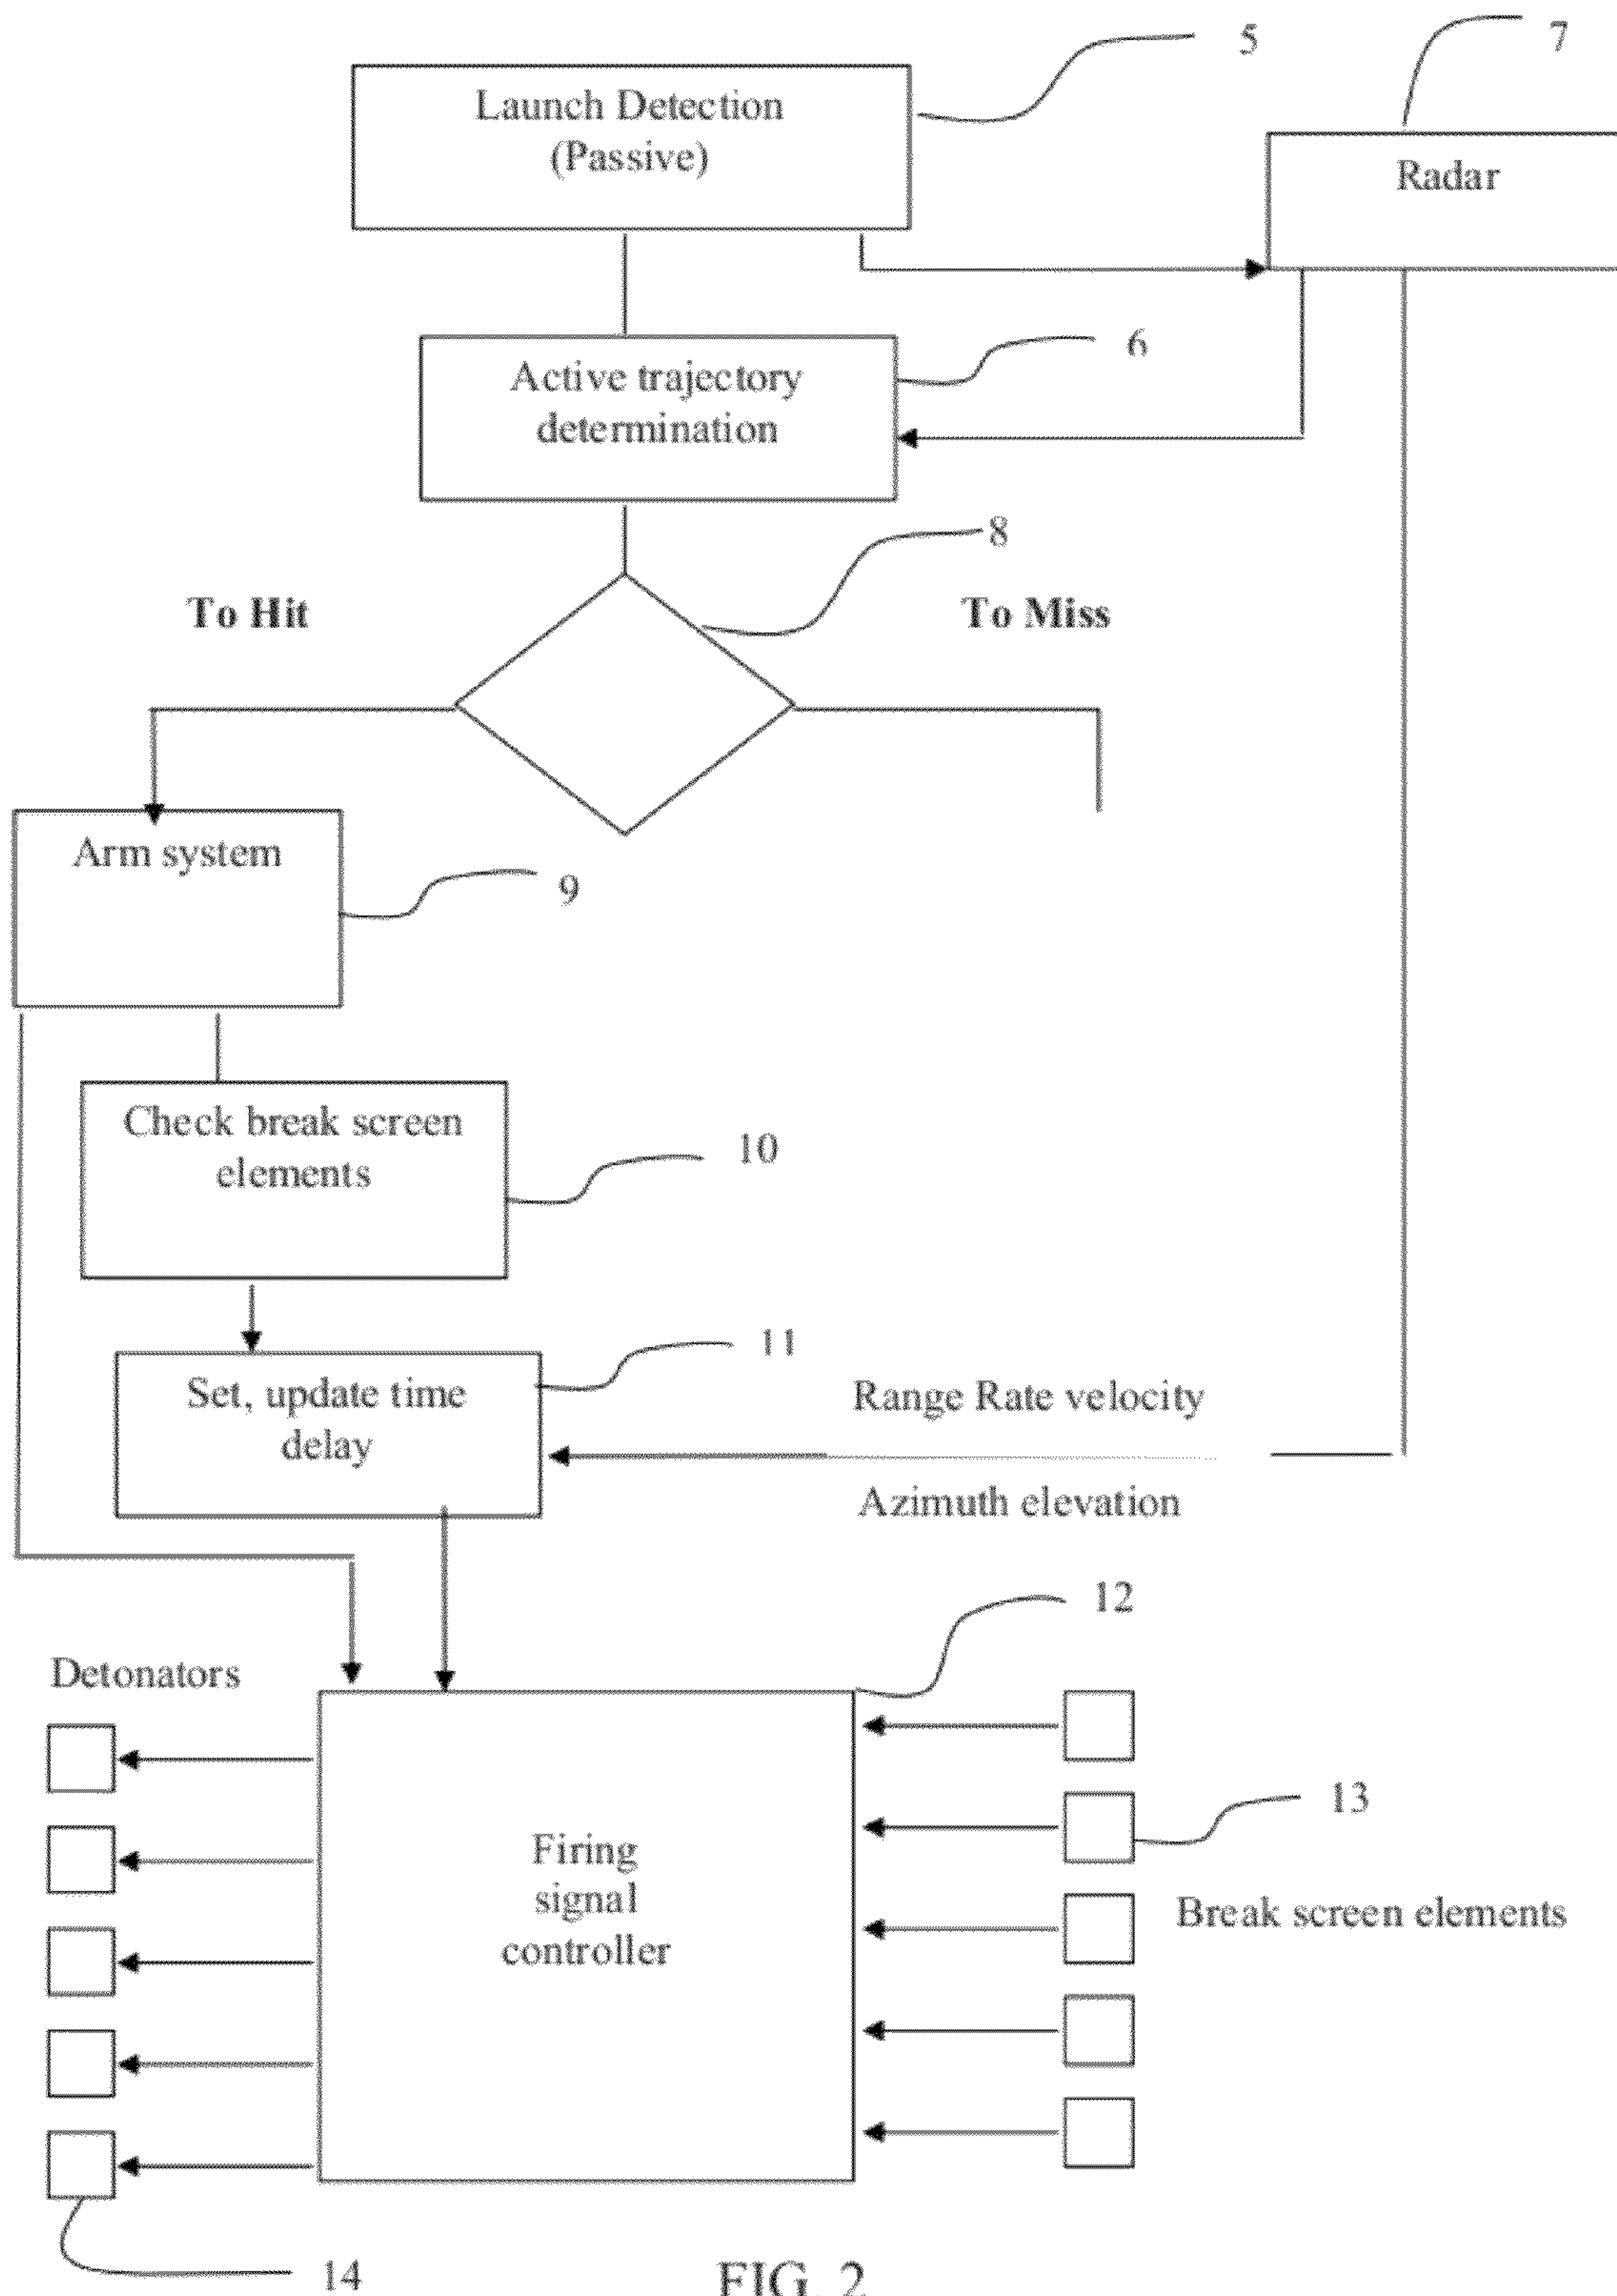 5
7
Launch Detection
(Passive)
Radar
6
Active trajectory
determination
8
To Hit
To Miss
Arm system
9
Check break screen
elements
10
11
Set, update time
delay
Range Rate velocity
Azimuth elevation
12
Detonators
13
Firing
signal
controller
Break screen elements
14
FIG. 2